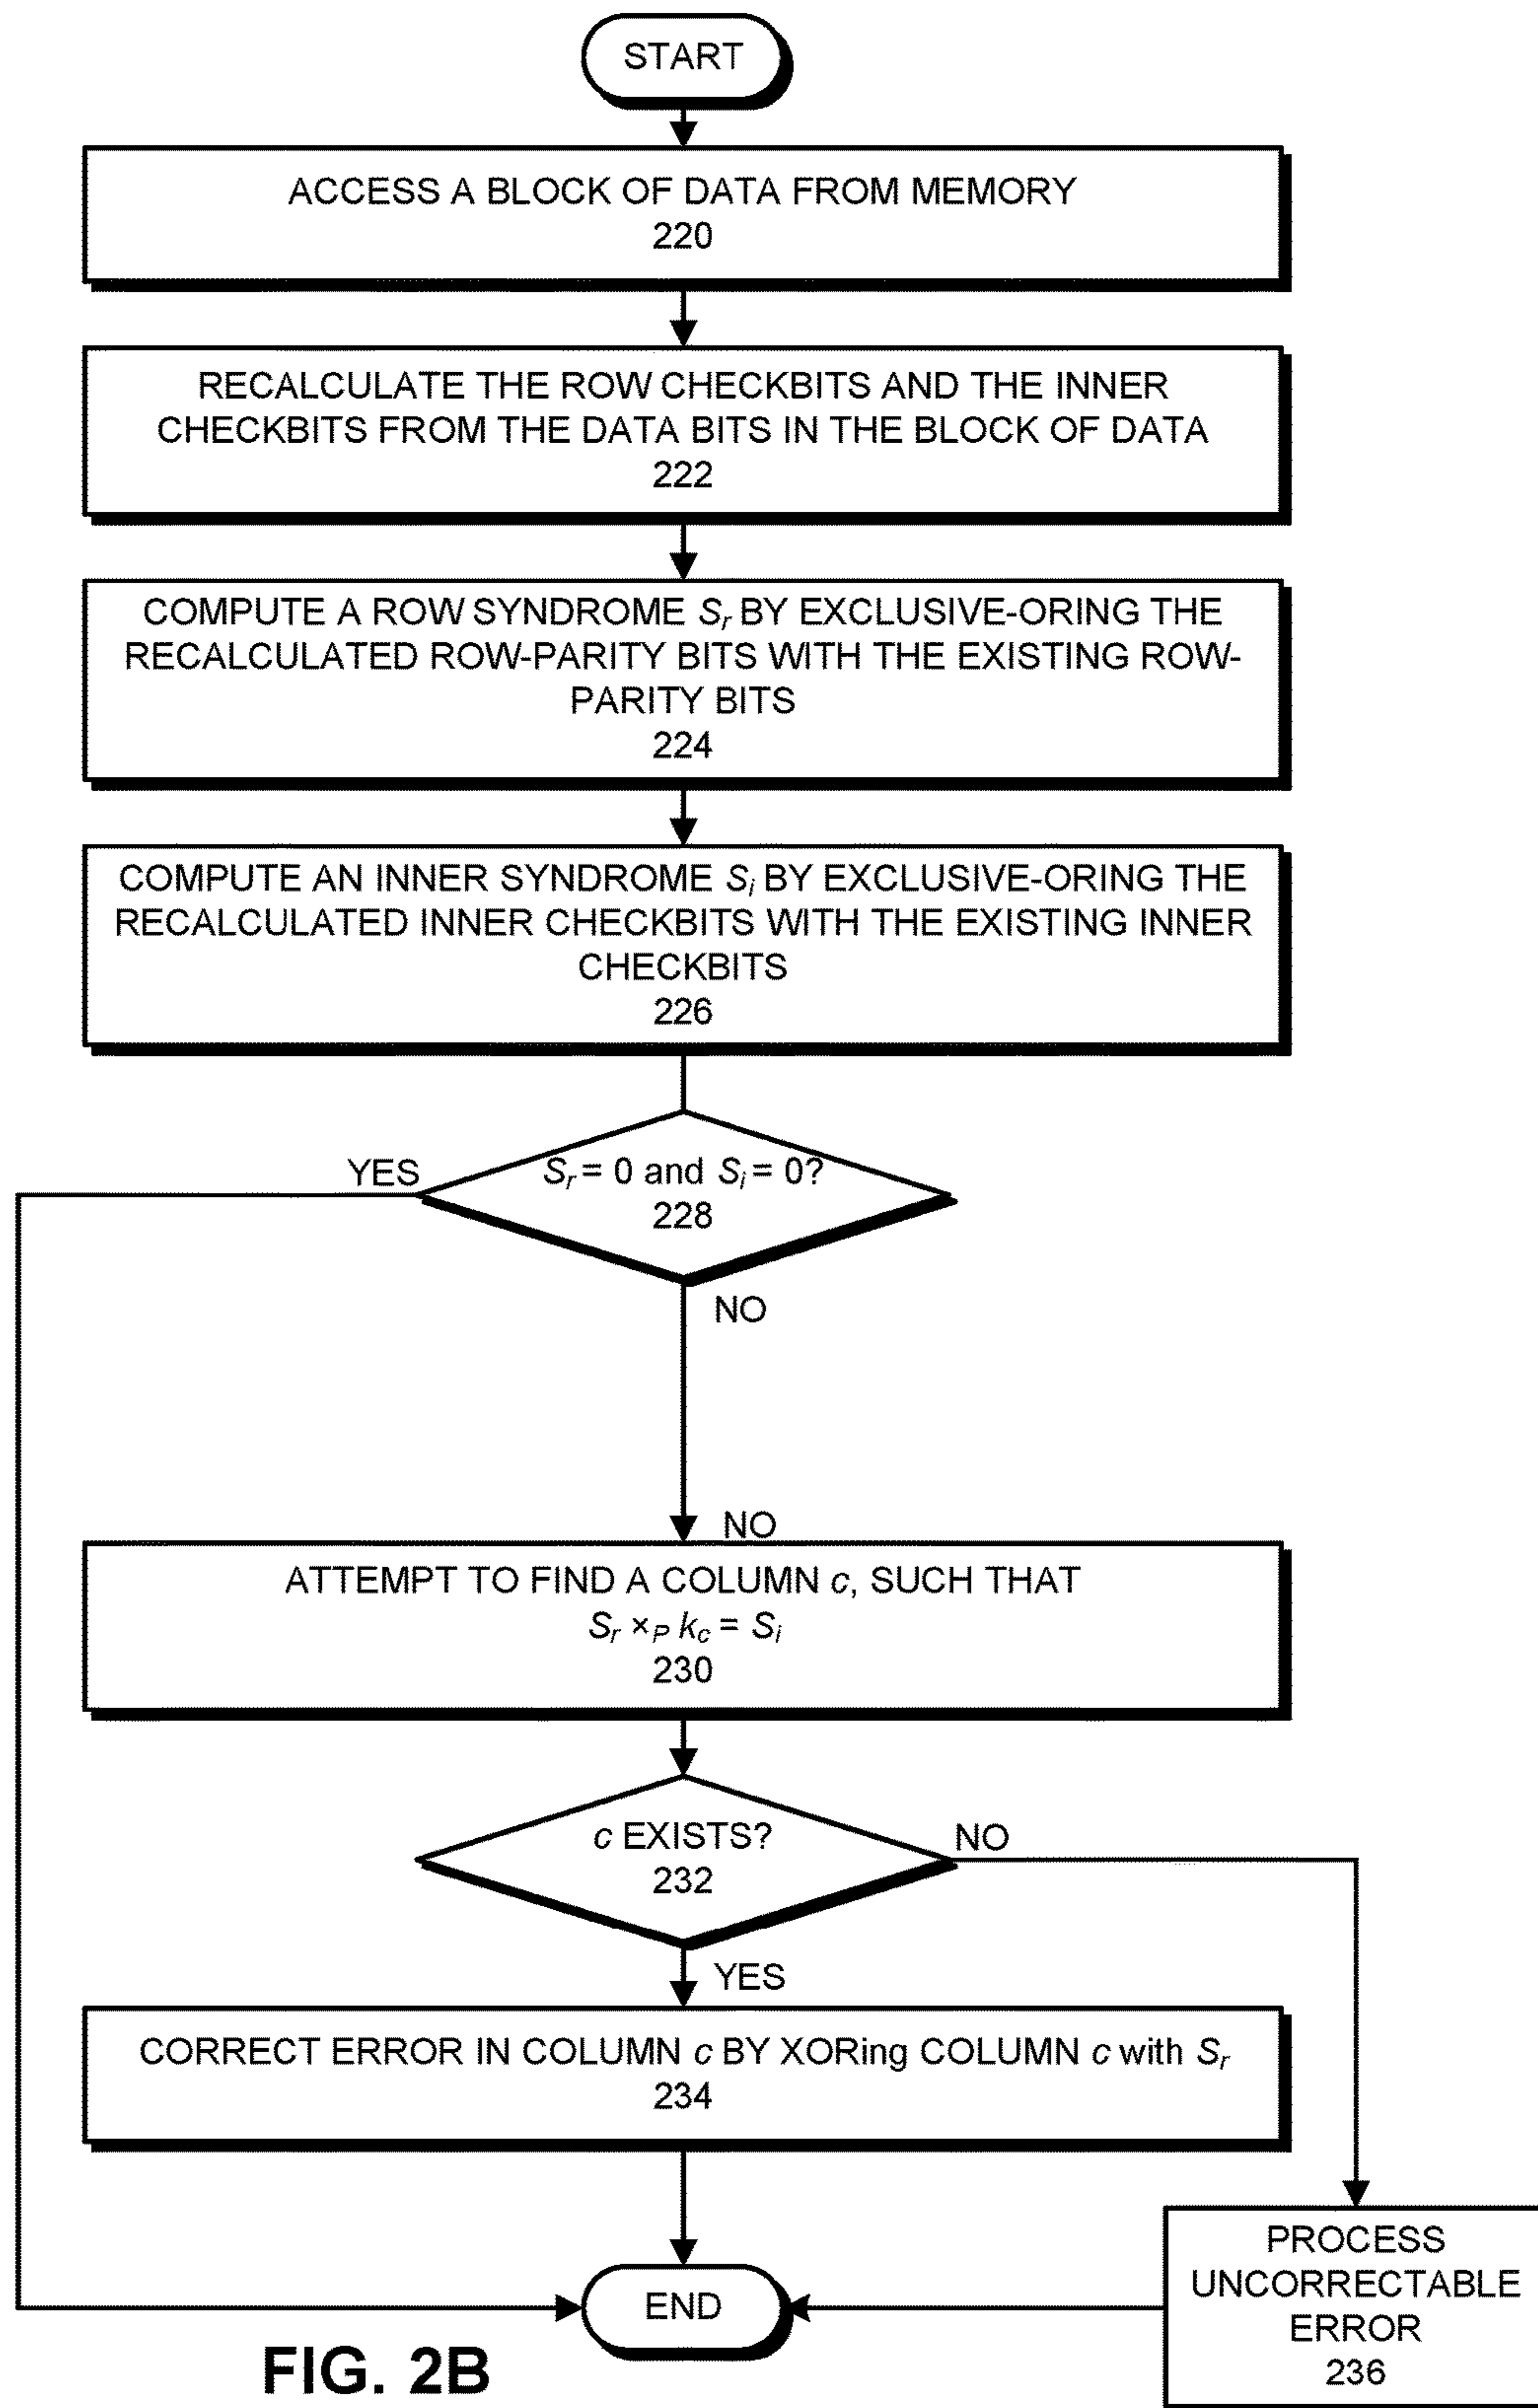 START
ACCESS A BLOCK OF DATA FROM MEMORY
220
RECALCULATE THE ROW CHECKBITS AND THE INNER
CHECKBITS FROM THE DATA BITS IN THE BLOCK OF DATA
222
COMPUTE A ROW SYNDROME Sr BY EXCLUSIVE-ORING THE
RECALCULATED ROW-PARITY BITS WITH THE EXISTING ROW-
PARITY BITS
224
COMPUTE AN INNER SYNDROME Si BY EXCLUSIVE-ORING THE
RECALCULATED INNER CHECKBITS WITH THE EXISTING INNER
CHECKBITS
226
YES
Sr = 0 and Si = 0?
228
NO
NO
ATTEMPT TO FIND A COLUMN c, SUCH THAT
Sr ×P kc = Si
230
c EXISTS?
232
NO
YES
CORRECT ERROR IN COLUMN c BY XORing COLUMN c with Sr
234
PROCESS
UNCORRECTABLE
ERROR
236
END
FIG. 2B